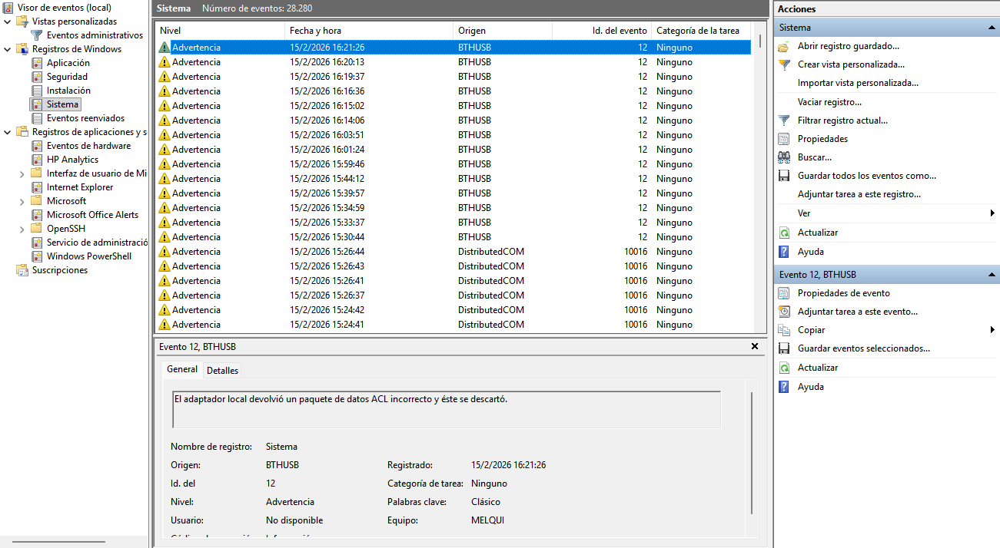 Visor de eventos (local)
Vistas personalizadas
Eventos administrativos
Registros de Windows
Aplicación
Seguridad
Instalación
Sistema
Eventos reenviados
Registros de aplicaciones y s
Eventos de hardware
HP Analytics
Interfaz de usuario de Mi
Internet Explorer
Microsoft
Microsoft Office Alerts
OpenSSH
Servicio de administració
Windows PowerShell
Suscripciones
Sistema Número de eventos: 28.280
Nivel Fecha y hora Origen Id. del evento Categoría de la tarea
Advertencia 15/2/2026 16:21:26 BTHUSB 12 Ninguno
Advertencia 15/2/2026 16:20:13 BTHUSB 12 Ninguno
Advertencia 15/2/2026 16:19:37 BTHUSB 12 Ninguno
Advertencia 15/2/2026 16:16:36 BTHUSB 12 Ninguno
Advertencia 15/2/2026 16:15:02 BTHUSB 12 Ninguno
Advertencia 15/2/2026 16:14:06 BTHUSB 12 Ninguno
Advertencia 15/2/2026 16:03:51 BTHUSB 12 Ninguno
Advertencia 15/2/2026 16:01:24 BTHUSB 12 Ninguno
Advertencia 15/2/2026 15:59:46 BTHUSB 12 Ninguno
Advertencia 15/2/2026 15:44:12 BTHUSB 12 Ninguno
Advertencia 15/2/2026 15:39:57 BTHUSB 12 Ninguno
Advertencia 15/2/2026 15:34:59 BTHUSB 12 Ninguno
Advertencia 15/2/2026 15:33:37 BTHUSB 12 Ninguno
Advertencia 15/2/2026 15:30:44 BTHUSB 12 Ninguno
Advertencia 15/2/2026 15:26:44 DistributedCOM 10016 Ninguno
Advertencia 15/2/2026 15:26:43 DistributedCOM 10016 Ninguno
Advertencia 15/2/2026 15:26:41 DistributedCOM 10016 Ninguno
Advertencia 15/2/2026 15:26:37 DistributedCOM 10016 Ninguno
Advertencia 15/2/2026 15:24:42 DistributedCOM 10016 Ninguno
Advertencia 15/2/2026 15:24:41 DistributedCOM 10016 Ninguno
Evento 12, BTHUSB
General Detalles
El adaptador local devolvió un paquete de datos ACL incorrecto y éste se descartó.
Nombre de registro: Sistema
Origen: BTHUSB Registrado: 15/2/2026 16:21:26
Id. del 12 Categoría de tarea: Ninguno
Nivel: Advertencia Palabras clave: Clásico
Usuario: No disponible Equipo: MELQUI
Acciones
Sistema
Abrir registro guardado...
Crear vista personalizada...
Importar vista personalizada...
Vaciar registro...
Filtrar registro actual...
Propiedades
Buscar...
Guardar todos los eventos como...
Adjuntar tarea a este registro...
Ver
Actualizar
Ayuda
Evento 12, BTHUSB
Propiedades de evento
Adjuntar tarea a este evento...
Copiar
Guardar eventos seleccionados...
Actualizar
Ayuda